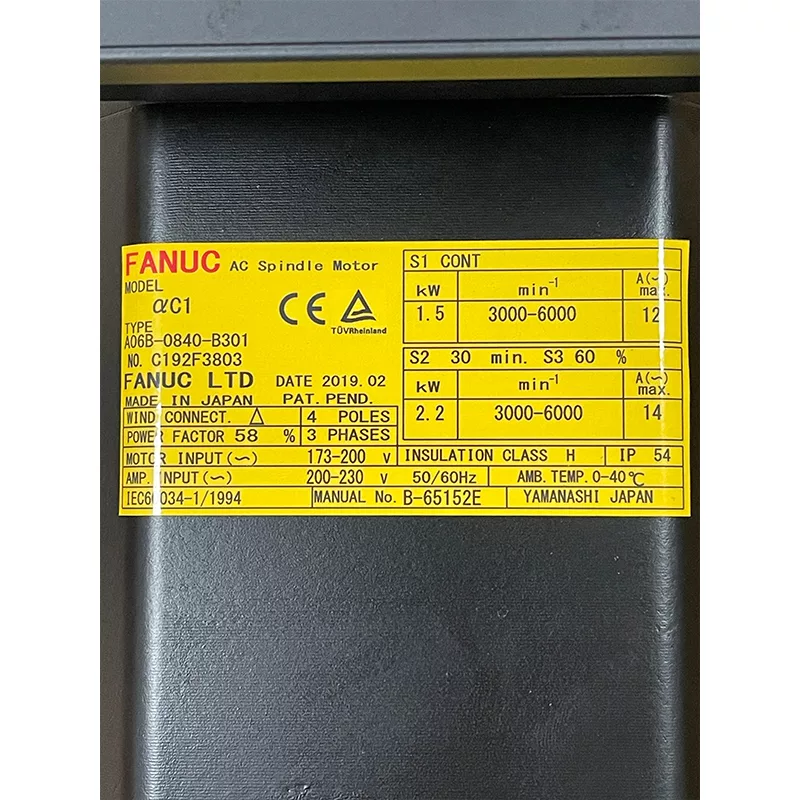 FANUC AC Spindle Motor
MODEL
αC1
TYPE
A06B-0840-B301
NO. C192F3803
CE
TÜVRheinland
FANUC LTD DATE 2019.02
MADE IN JAPAN PAT. PEND.
WIND CONNECT. △ 4 POLES
POWER FACTOR 58 % 3 PHASES
S1 CONT
kW min⁻¹ A(∼) max.
1.5 3000-6000 12
S2 30 min. S3 60 %
kW min⁻¹ A(∼) max.
2.2 3000-6000 14
MOTOR INPUT(∼) 173-200 V INSULATION CLASS H IP 54
AMP. INPUT(∼) 200-230 V 50/60Hz AMB. TEMP. 0-40℃
IEC60034-1/1994 MANUAL No. B-65152E YAMANASHI JAPAN